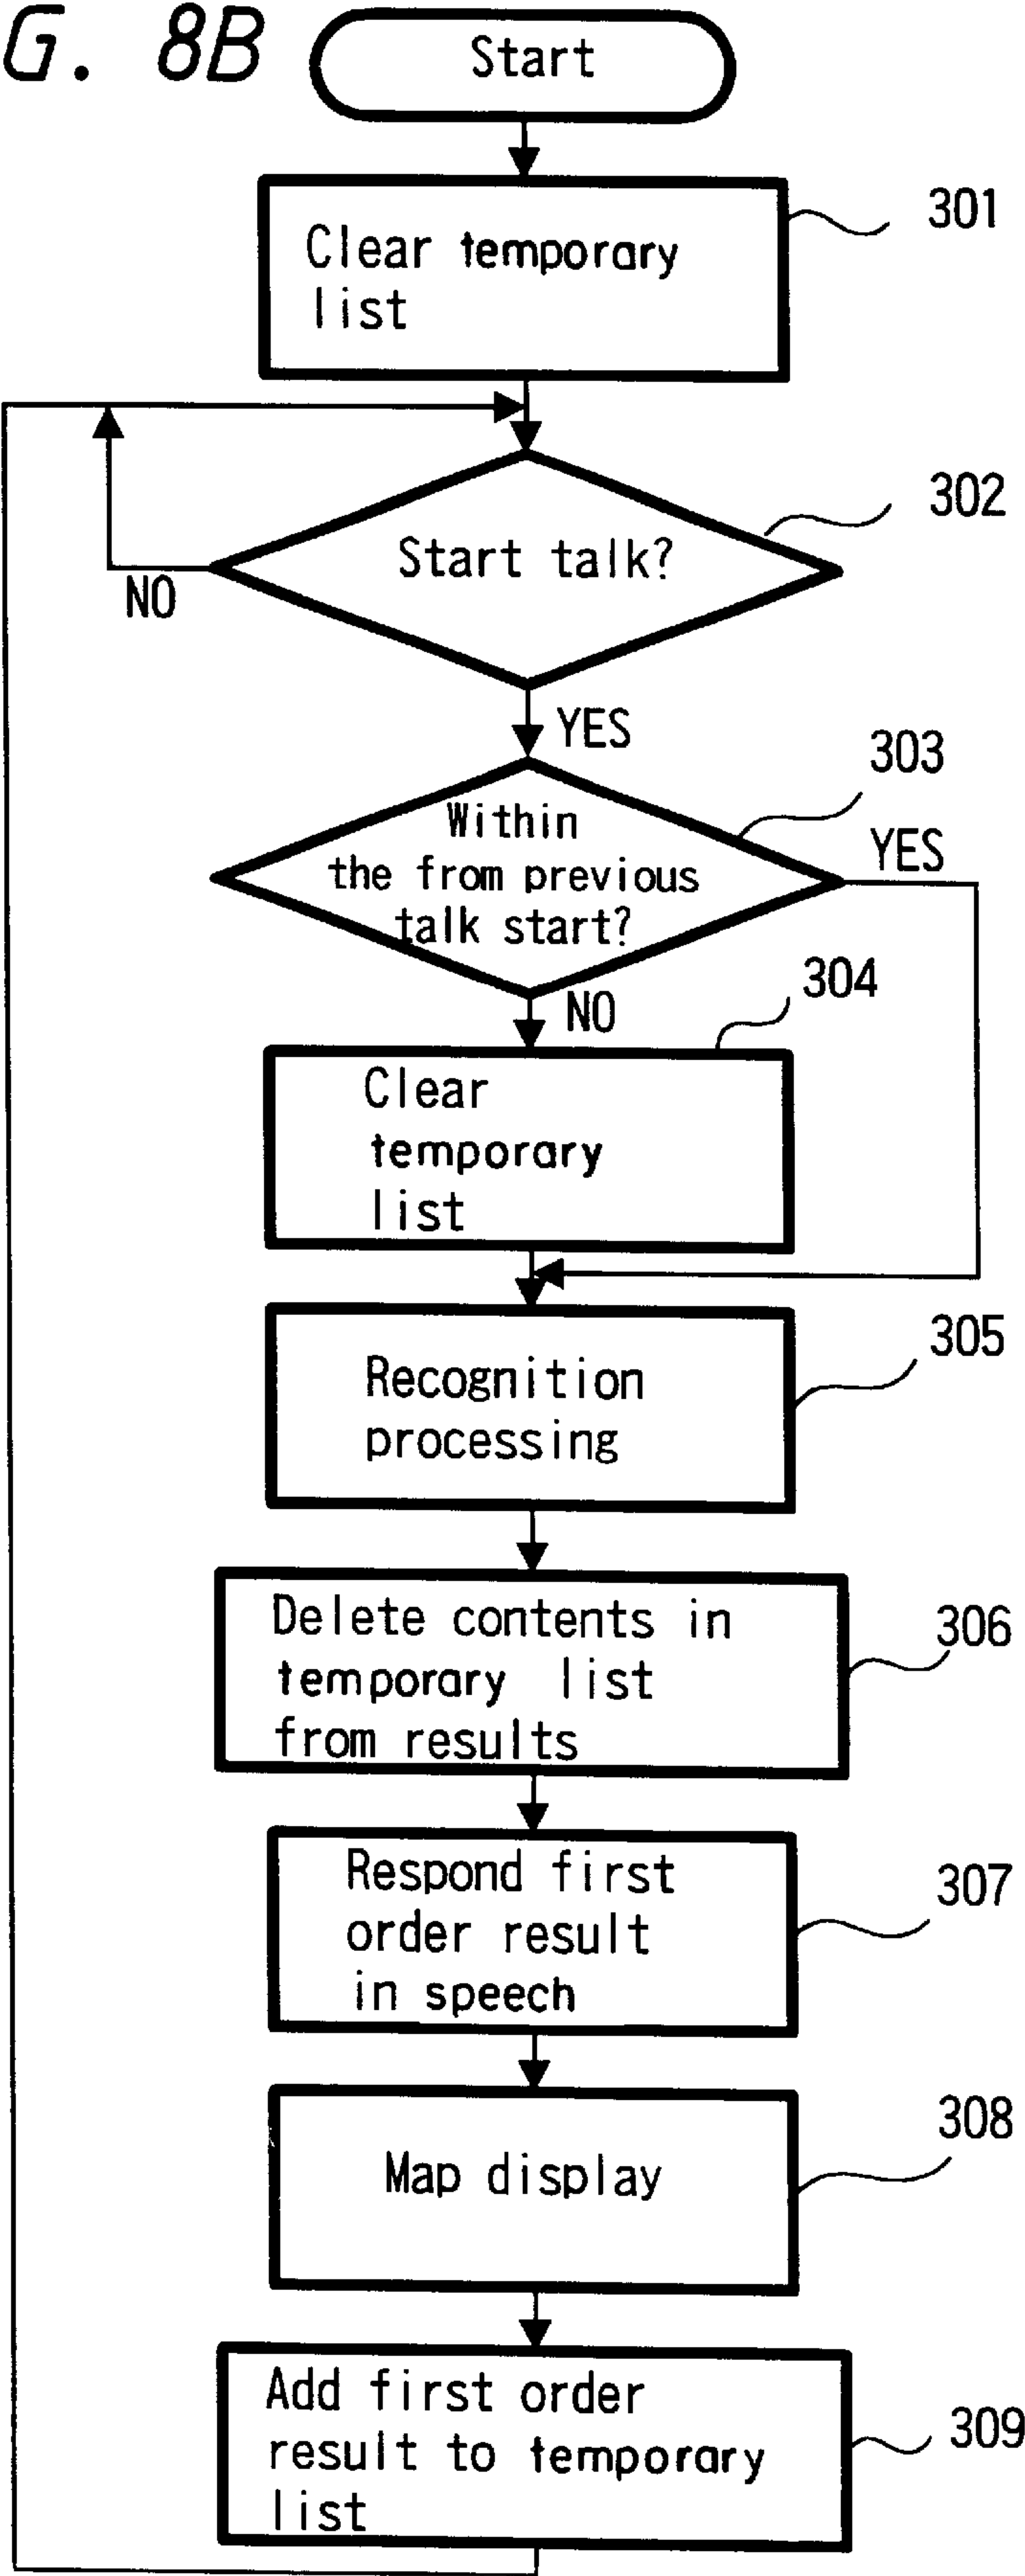 G. 8B
Start
301
Clear temporary
list
302
Start talk?
NO
YES
303
Within
the from previous
talk start?
YES
304
NO
Clear
temporary
list
305
Recognition
processing
306
Delete contents in
temporary list
from results
307
Respond first
order result
in speech
308
Map display
309
Add first order
result to temporary
list